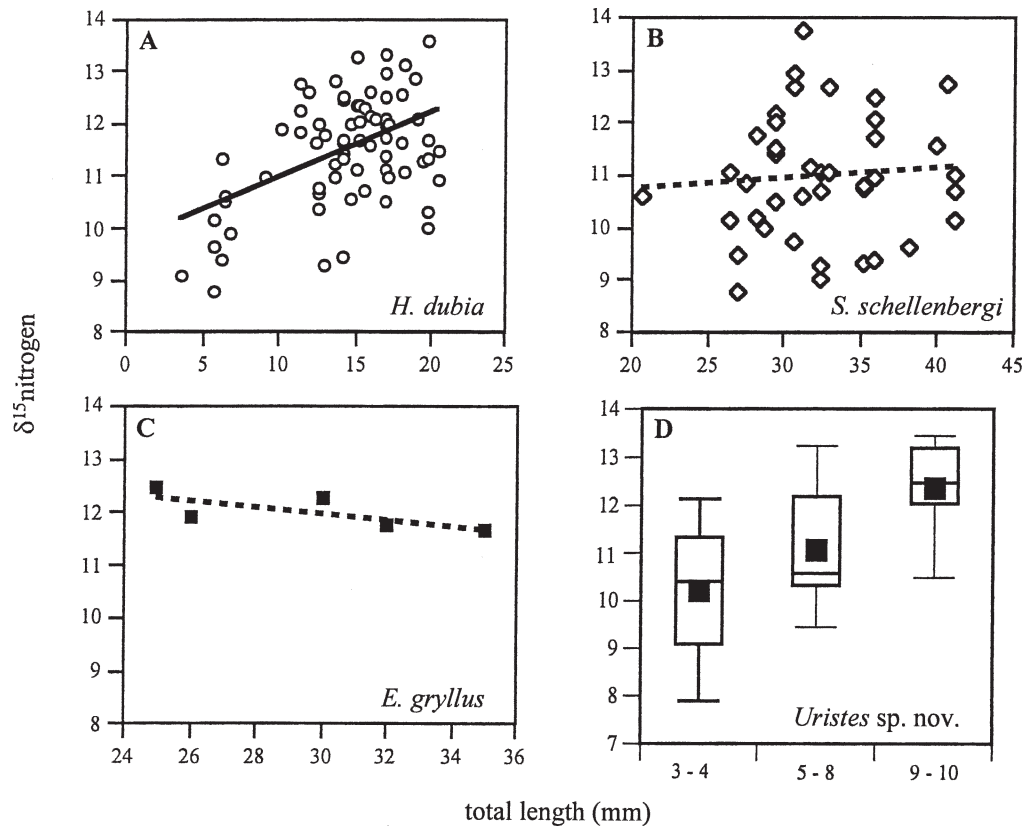 δ15nitrogen
A
14
13
12
11
10
9
8
H. dubia
0 5 10 15 20 25
B
14
13
12
11
10
9
8
S. schellenbergi
20 25 30 35 40 45
C
14
13
12
11
10
9
8
E. gryllus
24 26 28 30 32 34 36
D
14
13
12
11
10
9
8
7
Uristes sp. nov.
3 - 4 5 - 8 9 - 10
total length (mm)